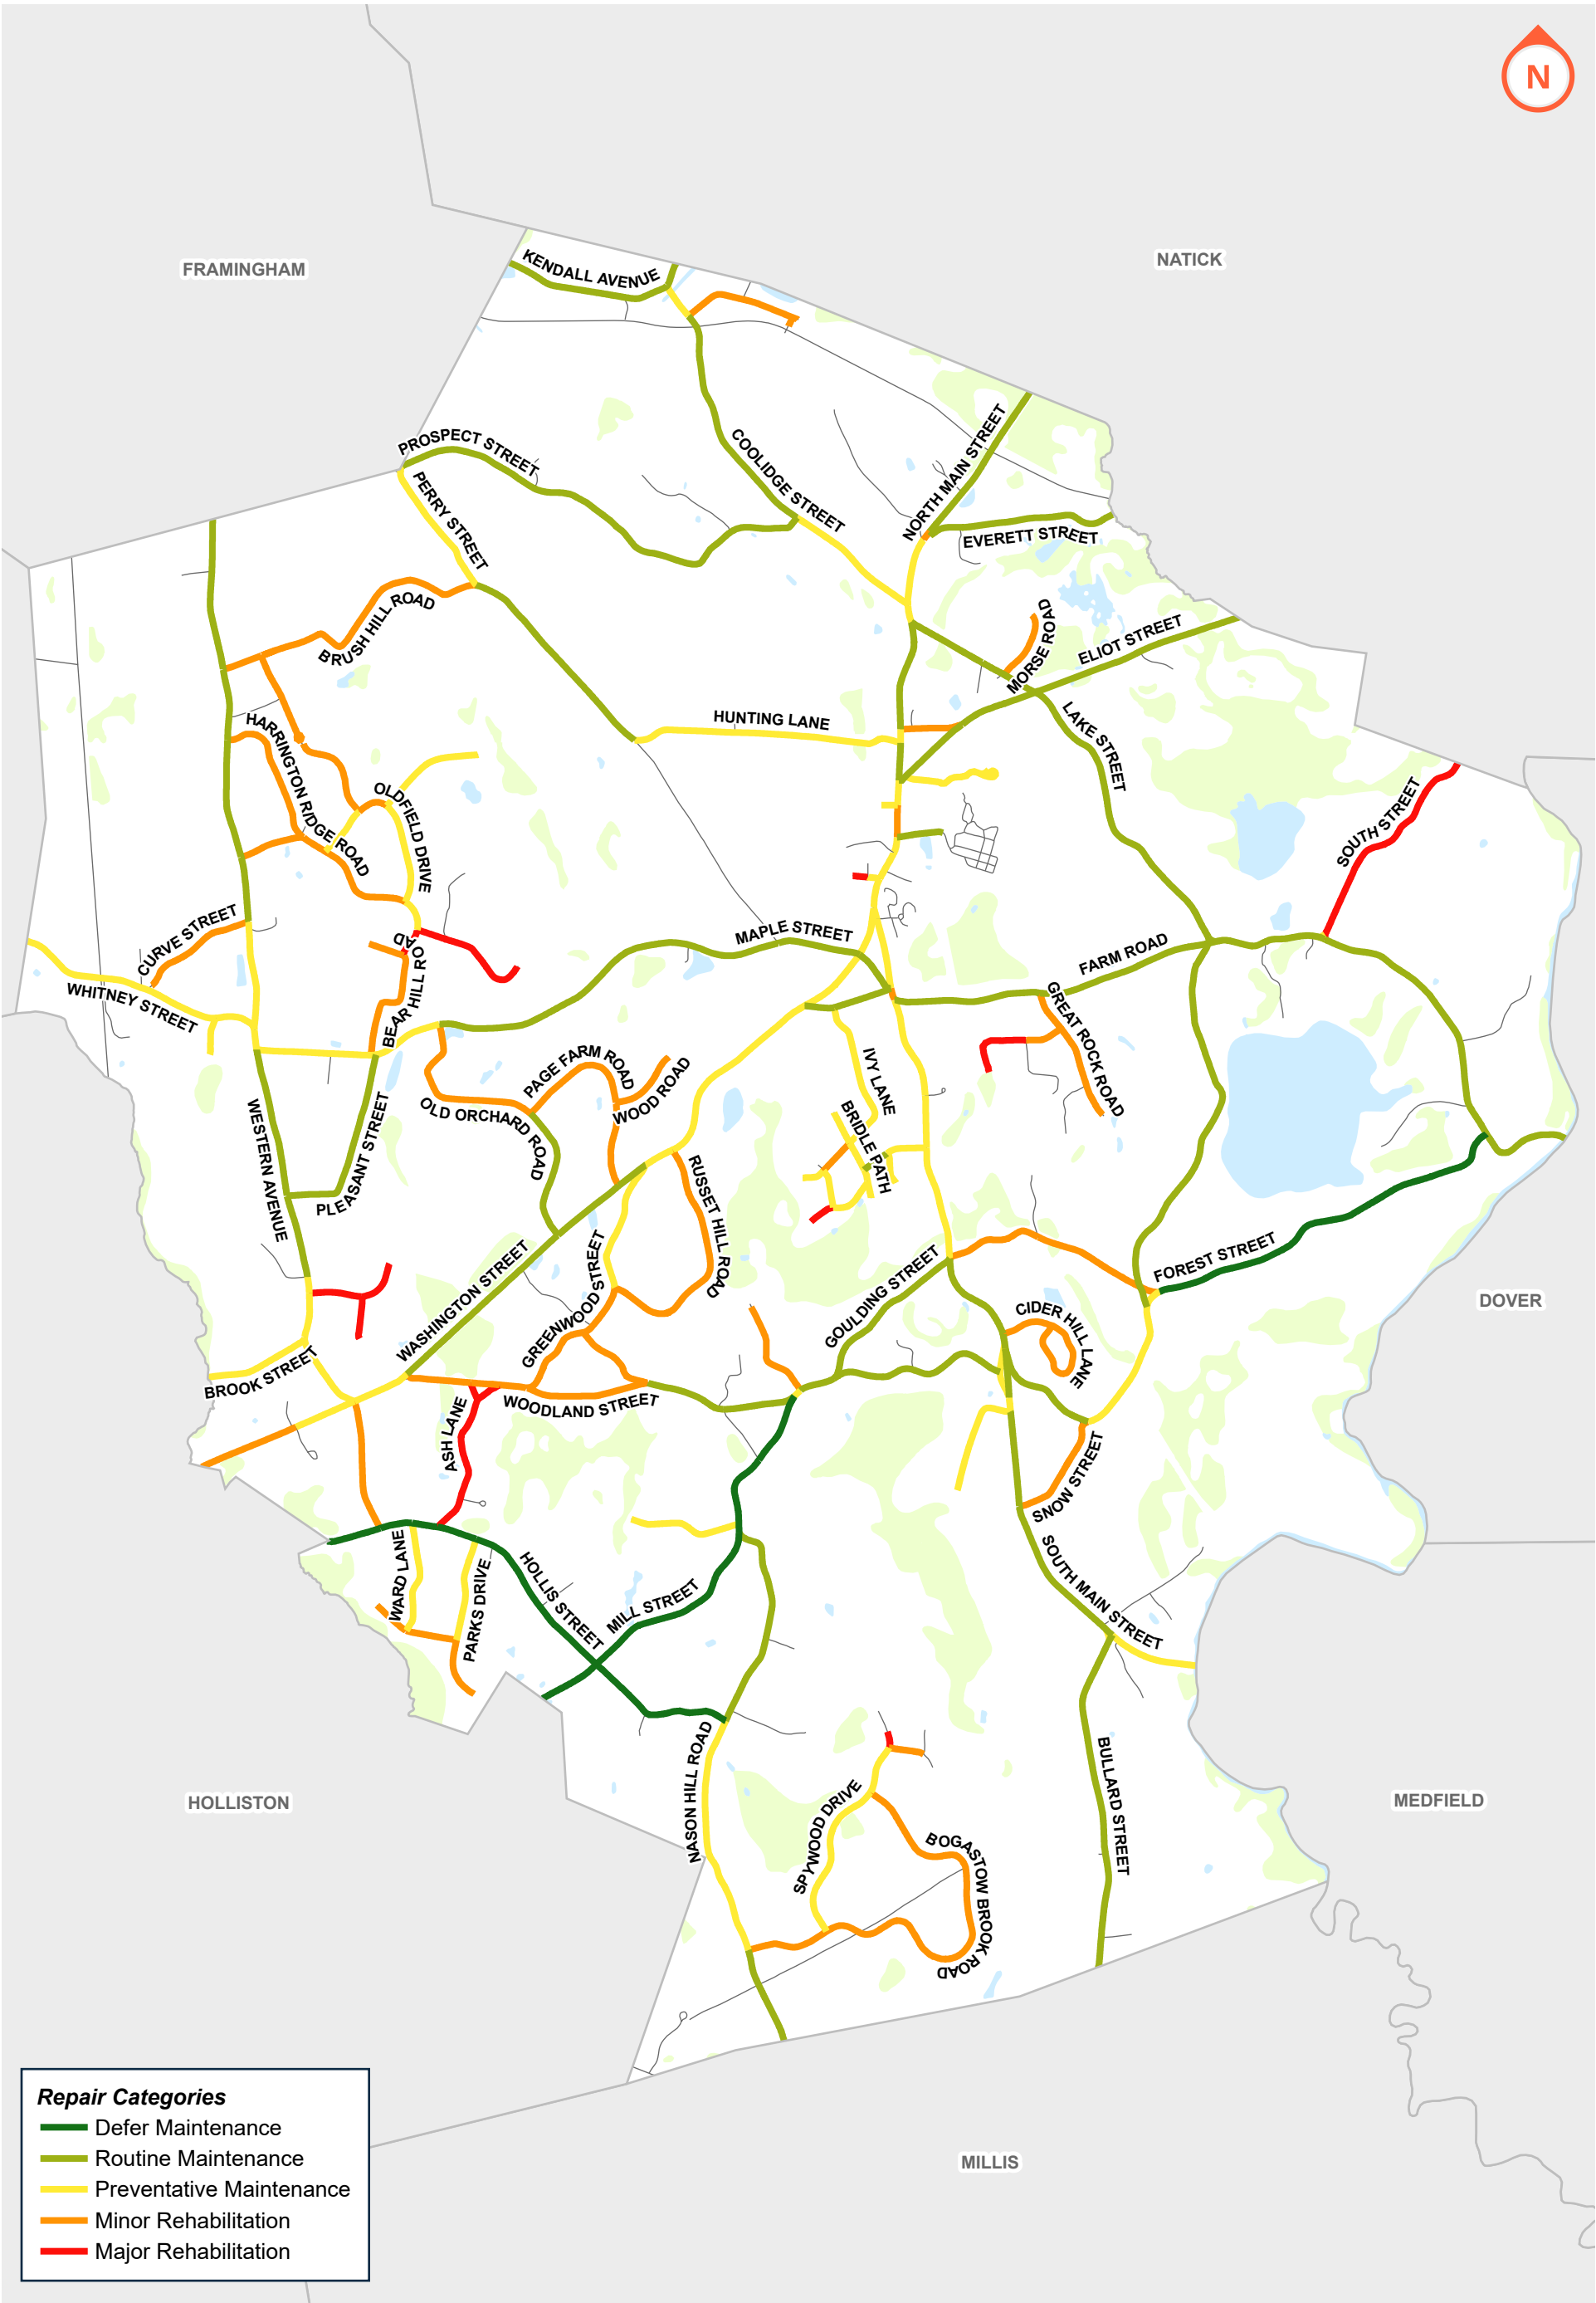 N
FRAMINGHAM
NATICK
KENDALL AVENUE
PROSPECT STREET
COOLIDGE STREET
NORTH MAIN STREET
PERRY STREET
EVERETT STREET
BRUSH HILL ROAD
MORSE ROAD
ELIOT STREET
HUNTING LANE
LAKE STREET
HARRINGTON RIDGE ROAD
OLDFIELD DRIVE
SOUTH STREET
CURVE STREET
MAPLE STREET
FARM ROAD
WHITNEY STREET
BEAR HILL ROAD
GREAT ROCK ROAD
PAGE FARM ROAD
WOOD ROAD
IVY LANE
OLD ORCHARD ROAD
BRIDLE PATH
WESTERN AVENUE
PLEASANT STREET
RUSSET HILL ROAD
WASHINGTON STREET
GREENWOOD STREET
GOULDING STREET
FOREST STREET
DOVER
CIDER HILL LANE
BROOK STREET
WOODLAND STREET
ASH LANE
SNOW STREET
WARD LANE
PARKS DRIVE
HOLLIS STREET
MILL STREET
SOUTH MAIN STREET
NASON HILL ROAD
BULLARD STREET
HOLLISTON
SPYWOOD DRIVE
BOGASTOW BROOK ROAD
MEDFIELD
MILLIS
Repair Categories
Defer Maintenance
Routine Maintenance
Preventative Maintenance
Minor Rehabilitation
Major Rehabilitation